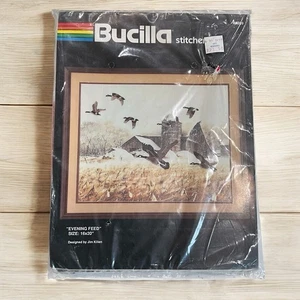 Bucilla stitchery
"EVENING FEED"
SIZE: 16x20"
Designed by Jim Killen